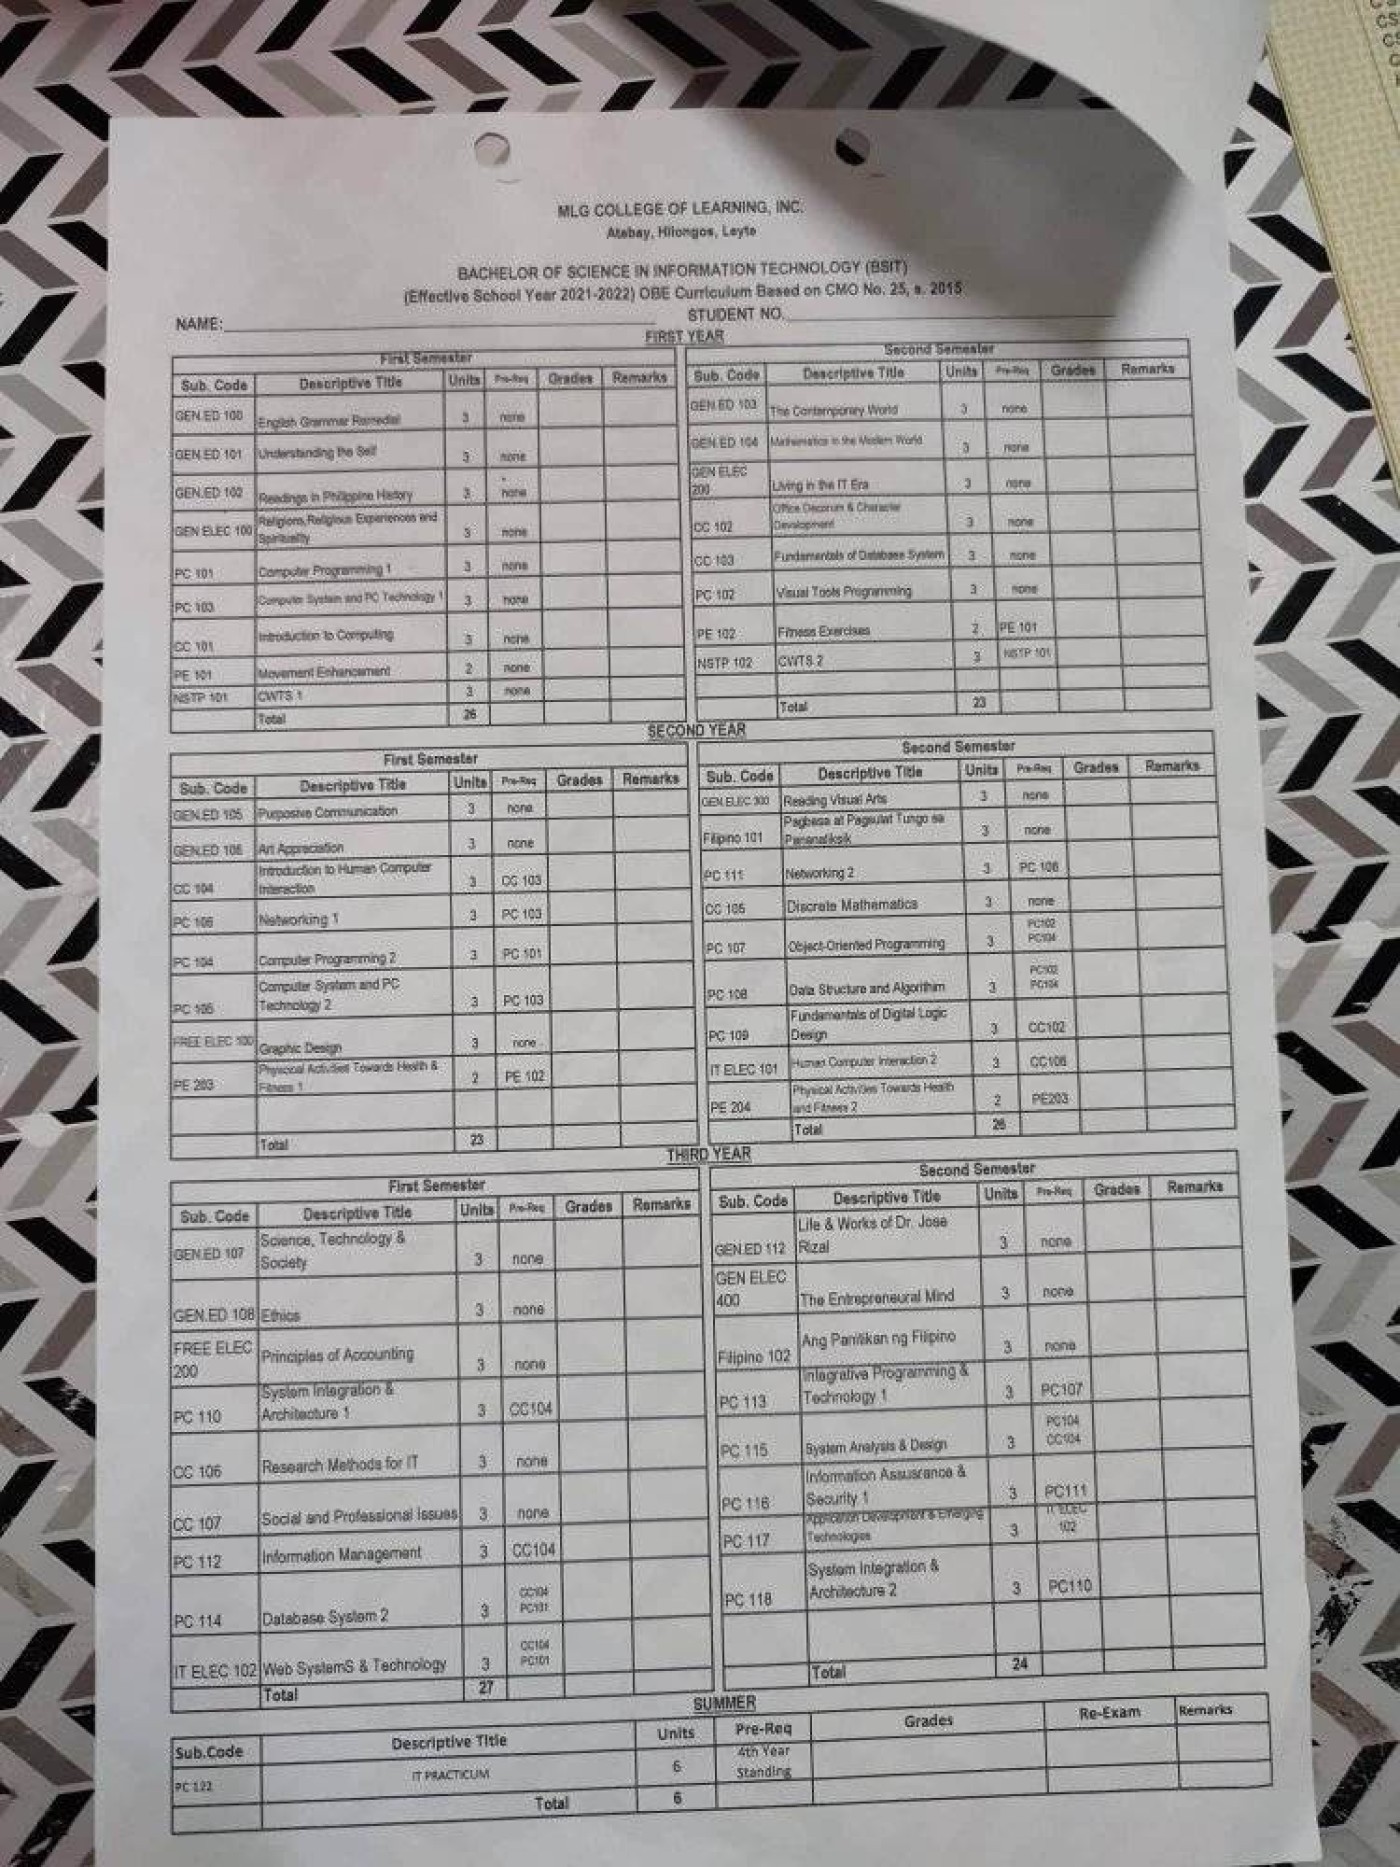 MLG COLLEGE OF LEARNING, INC.
Atabay, Hilongos, Leyte
BACHELOR OF SCIENCE IN INFORMATION TECHNOLOGY (BSIT)
(Effective School Year 2021-2022) OBE Curriculum Based on CMO No. 25, s. 2015
NAME: STUDENT NO.
FIRST YEAR
First Semester
Sub. Code Descriptive Title Units Pre-Req Grades Remarks
GEN.ED 100 English Grammar Remedial 3 none
GEN.ED 101 Understanding the Self 3 none
GEN.ED 102 Readings in Philippine History 3 none
GEN ELEC 100 Religions, Religious Experiences and
Spirituality 3 none
PC 101 Computer Programming 1 3 none
PC 103 Computer System and PC Technology 1 3 none
CC 101 Introduction to Computing 3 none
PE 101 Movement Enhancement 2 none
NSTP 101 CWTS 1 3 none
Total 26
Second Semester
Sub. Code Descriptive Title Units Pre-Req Grades Remarks
GEN.ED 103 The Contemporary World 3 none
GEN.ED 104 Mathematics in the Modern World 3 none
GEN ELEC
200 Living in the IT Era 3 none
CC 102 Office Decorum & Character
Development 3 none
CC 103 Fundamentals of Database System 3 none
PC 102 Visual Tools Programming 3 none
PE 102 Fitness Exercises 2 PE 101
NSTP 102 CWTS 2 3 NSTP 101
Total 23
SECOND YEAR
First Semester
Sub. Code Descriptive Title Units Pre-Req Grades Remarks
GEN.ED 105 Purposive Communication 3 none
GEN.ED 106 Art Appreciation 3 none
CC 104 Introduction to Human Computer
Interaction 3 CC 103
PC 106 Networking 1 3 PC 103
PC 104 Computer Programming 2 3 PC 101
PC 105 Computer System and PC
Technology 2 3 PC 103
FREE ELEC 100 Graphic Design 3 none
PE 203 Physical Activities Towards Health &
Fitness 1 2 PE 102
Total 23
Second Semester
Sub. Code Descriptive Title Units Pre-Req Grades Remarks
GEN ELEC 300 Reading Visual Arts 3 none
Filipino 101 Pagbasa at Pagsulat Tungo sa
Pananaliksik 3 none
PC 111 Networking 2 3 PC 106
CC 105 Discrete Mathematics 3 none
PC 107 Object-Oriented Programming 3 PC102
PC104
PC 108 Data Structure and Algorithm 3 PC102
PC104
PC 109 Fundamentals of Digital Logic
Design 3 CC102
IT ELEC 101 Human Computer Interaction 2 3
PE 204 Physical Activities Towards Health
and Fitness 2 2 PE203
Total 26
THIRD YEAR
First Semester
Sub. Code Descriptive Title Units Pre-Req Grades Remarks
GEN.ED 107 Science, Technology &
Society 3 none
GEN.ED 108 Ethics 3 none
FREE ELEC
200 Principles of Accounting 3 none
PC 110 System Integration &
Architecture 1 3 CC104
CC 106 Research Methods for IT 3 none
CC 107 Social and Professional Issues 3 none
PC 112 Information Management 3 CC104
PC 114 Database System 2 3 CC104
PC101
IT ELEC 102 Web SystemS & Technology 3 CC104
PC101
Total 27
Second Semester
Sub. Code Descriptive Title Units Pre-Req Grades Remarks
GEN.ED 112 Life & Works of Dr. Jose
Rizal 3 none
GEN ELEC
400 The Entrepreneural Mind 3 none
Filipino 102 Ang Panitikan ng Filipino 3 none
PC 113 Integrative Programming &
Technology 1 3 PC107
PC 115 System Analysis & Design 3 PC104
CC104
PC 116 Information Assusrance &
Security 1 3 PC111
PC 117 Application Development & Emerging
Technologies 3 IT ELEC
102
PC 118 System Integration &
Architecture 2 3 PC110
Total 24
SUMMER
Sub.Code Descriptive Title Units Pre-Req Grades Re-Exam Remarks
PC 122 IT PRACTICUM 6 4th Year
Standing
Total 6